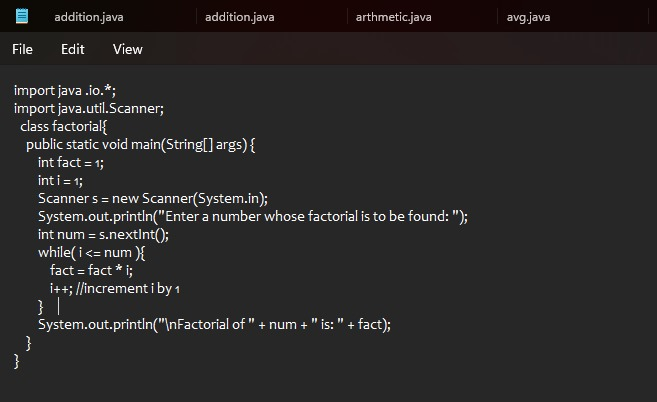 addition.java addition.java arthmetic.java avg.java
File Edit View
import java .io.*;
import java.util.Scanner;
class factorial{
public static void main(String[] args) {
int fact = 1;
int i = 1;
Scanner s = new Scanner(System.in);
System.out.println("Enter a number whose factorial is to be found: ");
int num = s.nextInt();
while( i <= num ){
fact = fact * i;
i++; //increment i by 1
}
System.out.println("\nFactorial of " + num + " is: " + fact);
}
}